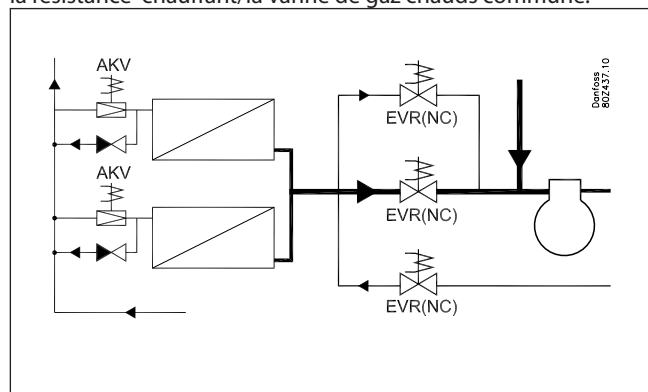 la résistance chauffant/la vanne de gaz chauds commune.
AKV
EVR(NC)
Danfoss
80Z437.10
AKV
EVR(NC)
EVR(NC)